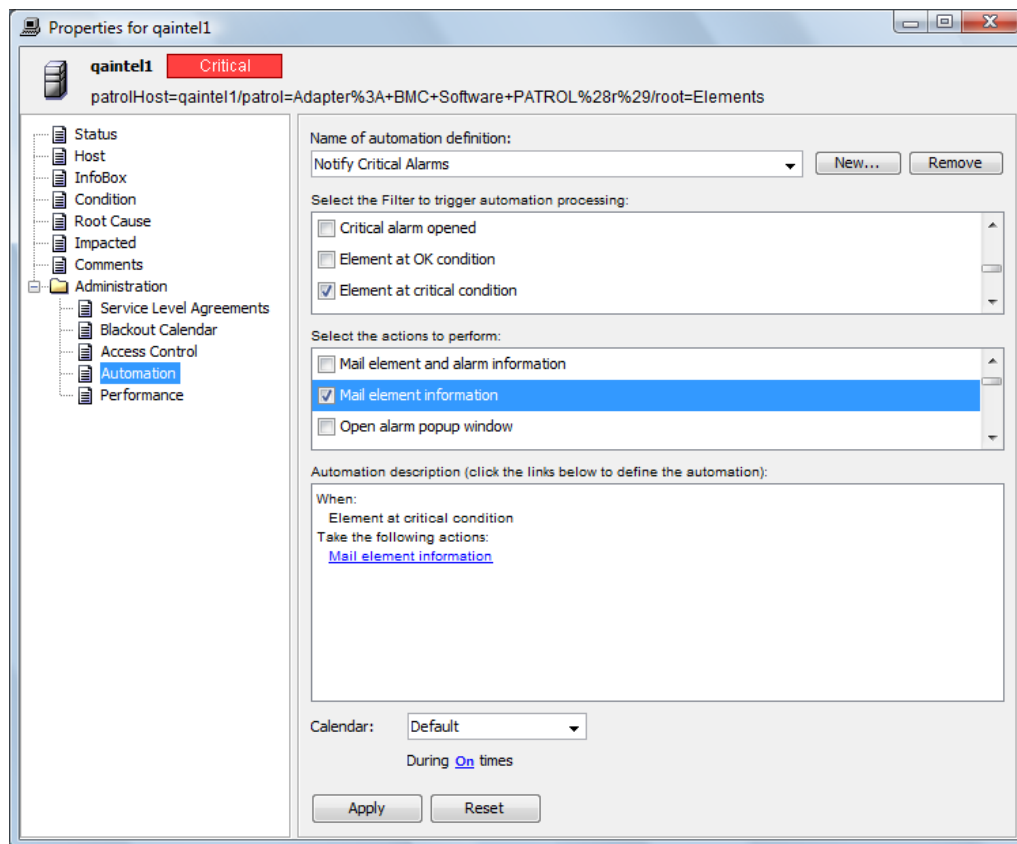 Properties for qaintel1
qaintel1 Critical
patrolHost=qaintel1/patrol=Adapter%3A+BMC+Software+PATROL%28r%29/root=Elements
Status
Host
InfoBox
Condition
Root Cause
Impacted
Comments
Administration
Service Level Agreements
Blackout Calendar
Access Control
Automation
Performance
Name of automation definition:
Notify Critical Alarms New... Remove
Select the Filter to trigger automation processing:
Critical alarm opened
Element at OK condition
Element at critical condition
Select the actions to perform:
Mail element and alarm information
Mail element information
Open alarm popup window
Automation description (click the links below to define the automation):
When:
Element at critical condition
Take the following actions:
Mail element information
Calendar: Default
During On times
Apply Reset